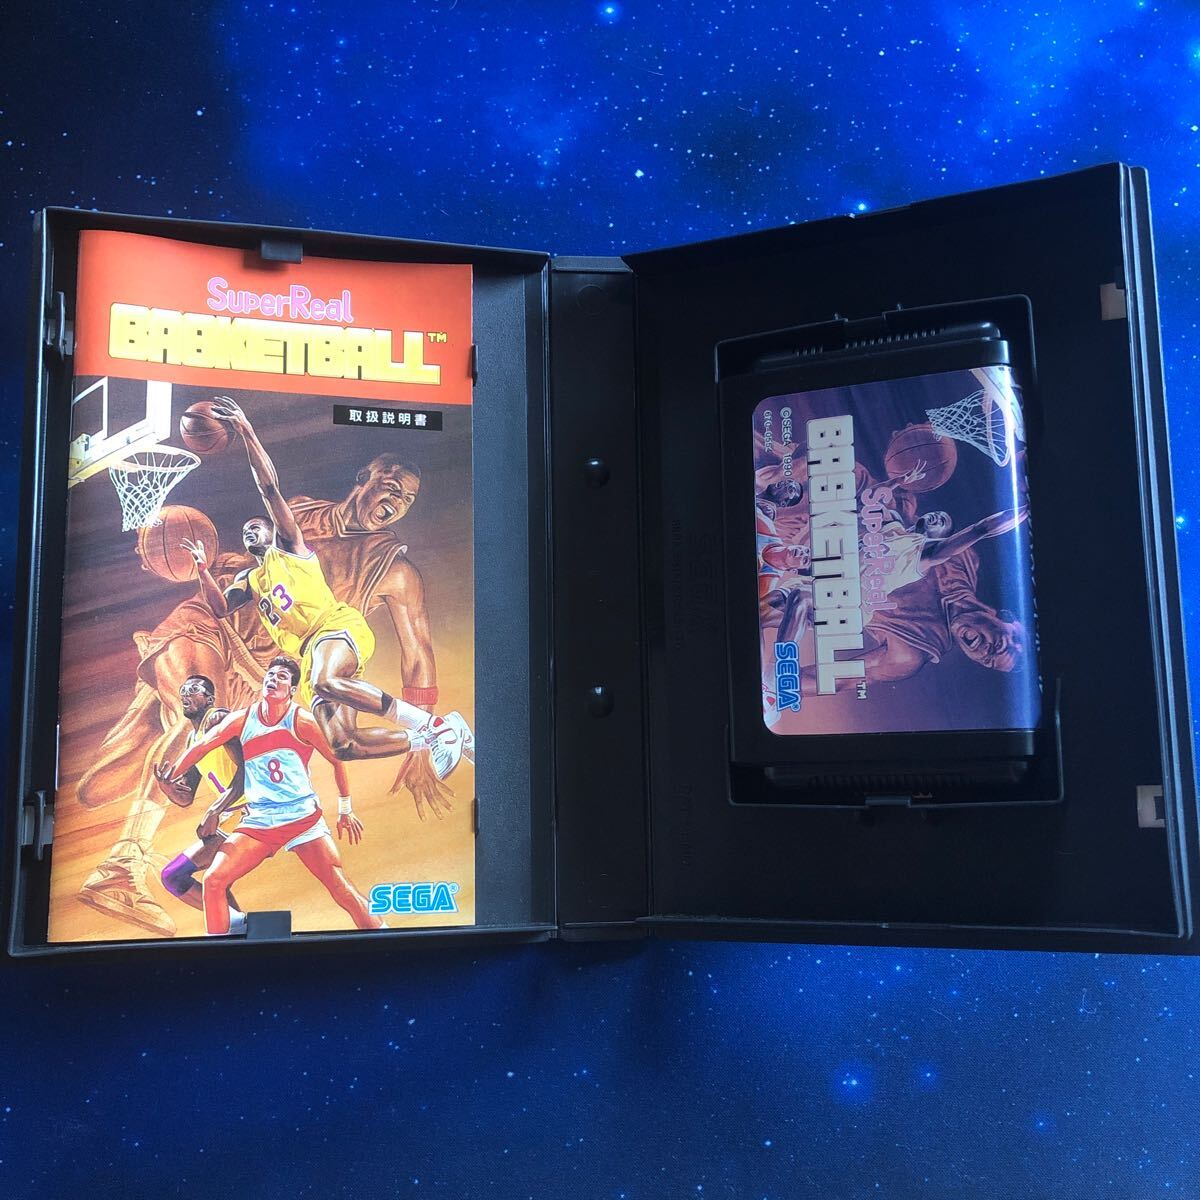 SuperReal
BASKETBALL™
取扱説明書
23
1
8
SEGA®
© SEGA 1990
SuperReal
BASKETBALL™
SEGA®